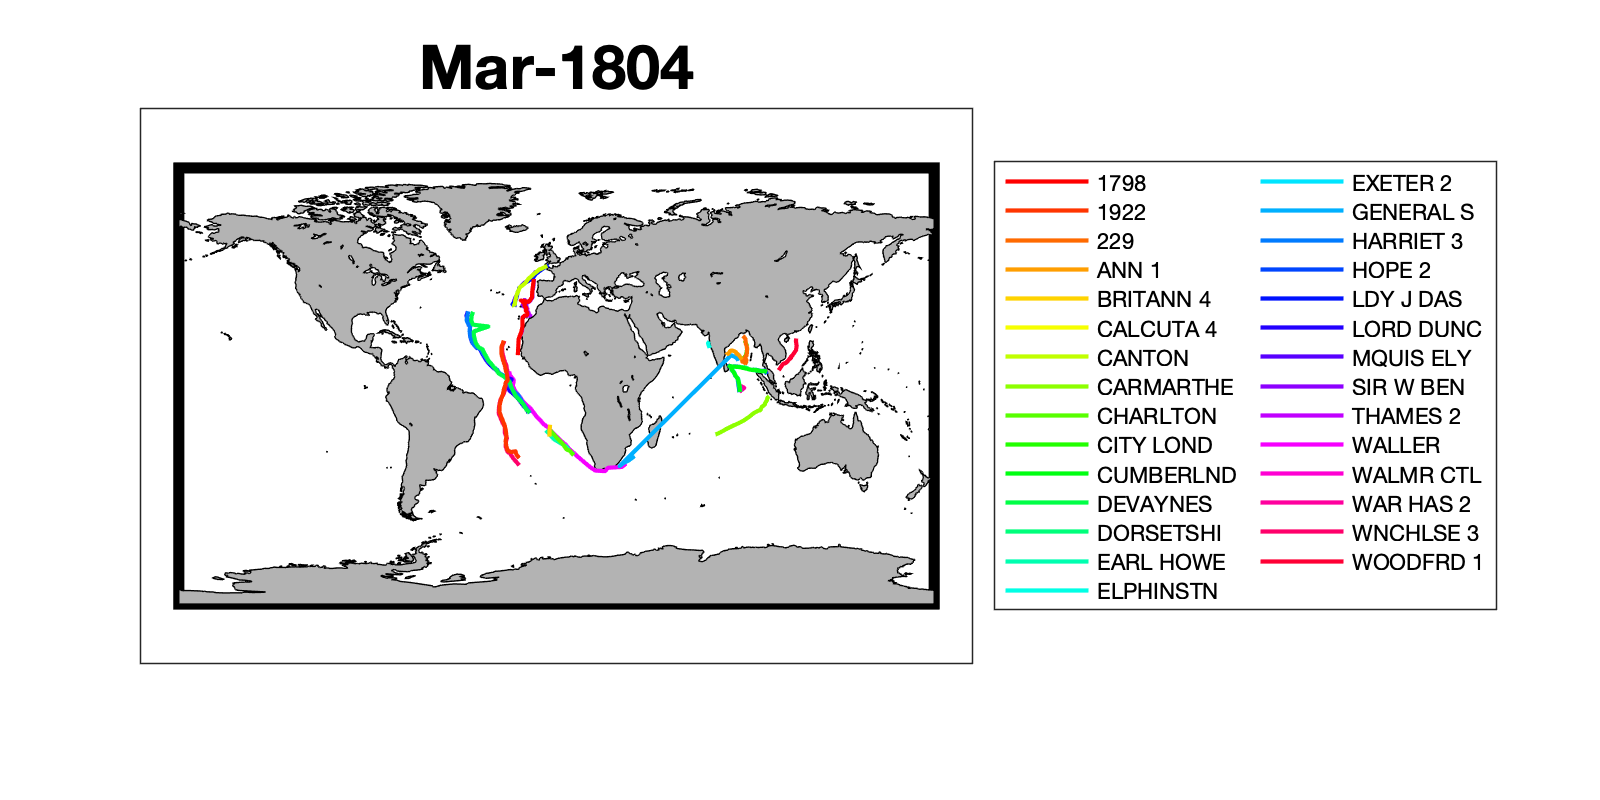 Mar-1804
1798
1922
229
ANN 1
BRITANN 4
CALCUTA 4
CANTON
CARMARTHE
CHARLTON
CITY LOND
CUMBERLND
DEVAYNES
DORSETSHI
EARL HOWE
ELPHINSTN
EXETER 2
GENERAL S
HARRIET 3
HOPE 2
LDY J DAS
LORD DUNC
MQUIS ELY
SIR W BEN
THAMES 2
WALLER
WALMR CTL
WAR HAS 2
WNCHLSE 3
WOODFRD 1